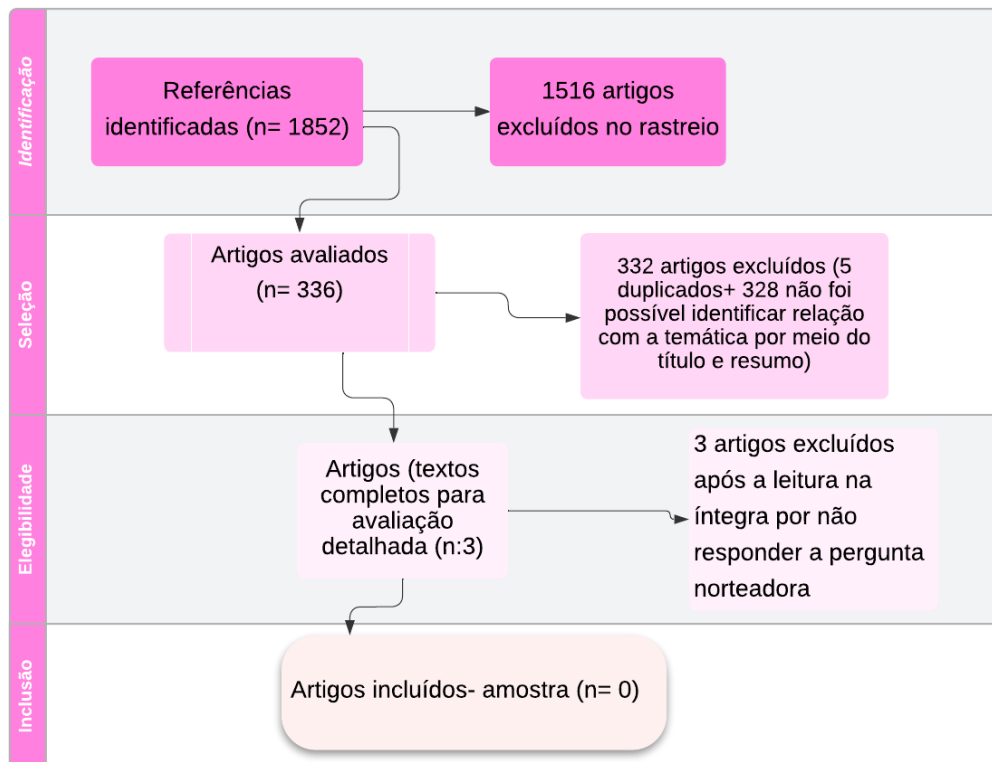 Identificação
Referências
identificadas (n= 1852)
1516 artigos
excluídos no rastreio
Seleção
Artigos avaliados
(n= 336)
332 artigos excluídos (5
duplicados+ 328 não foi
possível identificar relação
com a temática por meio do
título e resumo)
Elegibilidade
Artigos (textos
completos para
avaliação
detalhada (n:3)
3 artigos excluídos
após a leitura na
íntegra por não
responder a pergunta
norteadora
Inclusão
Artigos incluídos- amostra (n= 0)